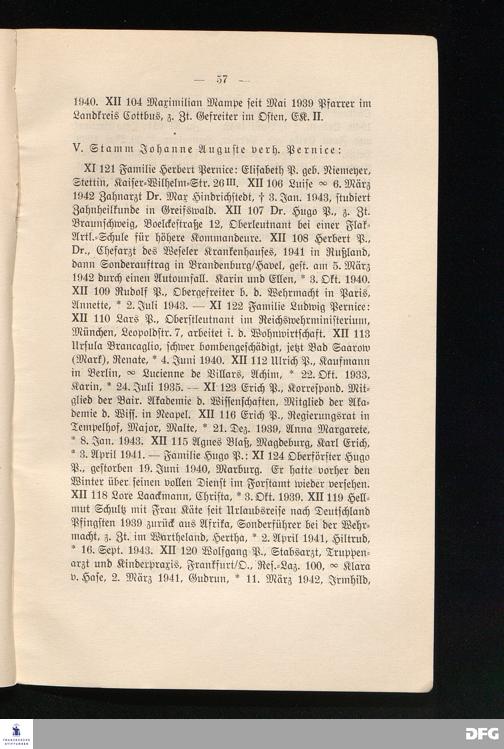 — 57 —
1940. XII 104 Maximilian Mampe seit Mai 1939 Pfarrer im
Landkreis Cottbus, z. Zt. Gefreiter im Osten, EK. II.
V. Stamm Johanne Auguste verh. Pernice:
XI 121 Familie Herbert Pernice: Elisabeth P. geb. Niemeyer,
Stettin, Kaiser-Wilhelm-Str. 26 III. XII 106 Luise ∞ 6. März
1942 Zahnarzt Dr. Max Hindrichstedt, † 3. Jan. 1943, studiert
Zahnheilkunde in Greifswald. XII 107 Dr. Hugo P., z. Zt.
Braunschweig, Boelckestraße 12, Oberleutnant bei einer Flak-
Artl.-Schule für höhere Kommandeure. XII 108 Herbert P.,
Dr., Chefarzt des Weseler Krankenhauses, 1941 in Rußland,
dann Sonderauftrag in Brandenburg/Havel, gest. am 5. März
1942 durch einen Autounfall. Karin und Ellen, * 3. Okt. 1940.
XII 109 Rudolf P., Obergefreiter b. d. Wehrmacht in Paris,
Annette, * 2. Juli 1943. — XI 122 Familie Ludwig Pernice:
XII 110 Lars P., Oberstleutnant im Reichswehrministerium,
München, Leopoldstr. 7, arbeitet i. d. Wohnwirtschaft. XII 113
Ursula Brancaglio, schwer bombengeschädigt, jetzt Bad Saarow
(Mark), Renate, * 4. Juni 1940. XII 112 Ulrich P., Kaufmann
in Berlin, ∞ Lucienne de Villars, Achim, * 22. Okt. 1933,
Karin, * 24. Juli 1935. — XI 123 Erich P., Korrespond. Mit-
glied der Bair. Akademie d. Wissenschaften, Mitglied der Aka-
demie d. Wiss. in Neapel. XII 116 Erich P., Regierungsrat in
Tempelhof, Major, Malte, * 21. Dez. 1939, Anna Margarete,
* 8. Jan. 1943. XII 115 Agnes Blaß, Magdeburg, Karl Erich,
* 3. April 1941. — Familie Hugo P.: XI 124 Oberförster Hugo
P., gestorben 19. Juni 1940, Marburg. Er hatte vorher den
Winter über seinen vollen Dienst im Forstamt wieder versehen.
XII 118 Lore Laackmann, Christa, * 3. Okt. 1939. XII 119 Hell-
mut Schultz mit Frau Käte seit Urlaubsreise nach Deutschland
Pfingsten 1939 zurück aus Afrika, Sonderführer bei der Wehr-
macht, z. Zt. im Wartheland, Hertha, * 2. April 1941, Hiltrud,
* 16. Sept. 1943. XII 120 Wolfgang P., Stabsarzt, Truppen-
arzt und Kinderpraxis, Frankfurt/O., Res.-Laz. 100, ∞ Klara
v. Hase, 2. März 1941, Gudrun, * 11. März 1942, Irmhild,
FRANCKESCHE
STIFTUNGEN
DFG